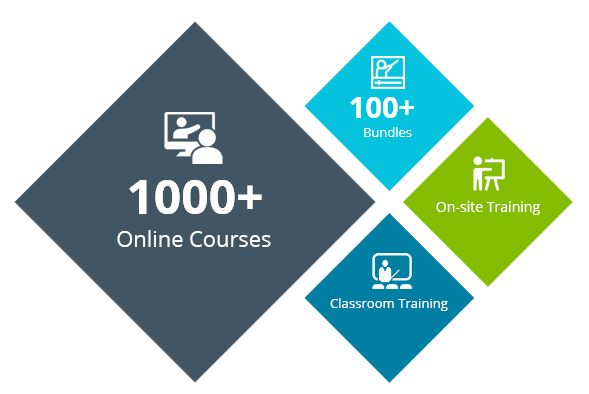 1000+
Online Courses
100+
Bundles
On-site Training
Classroom Training